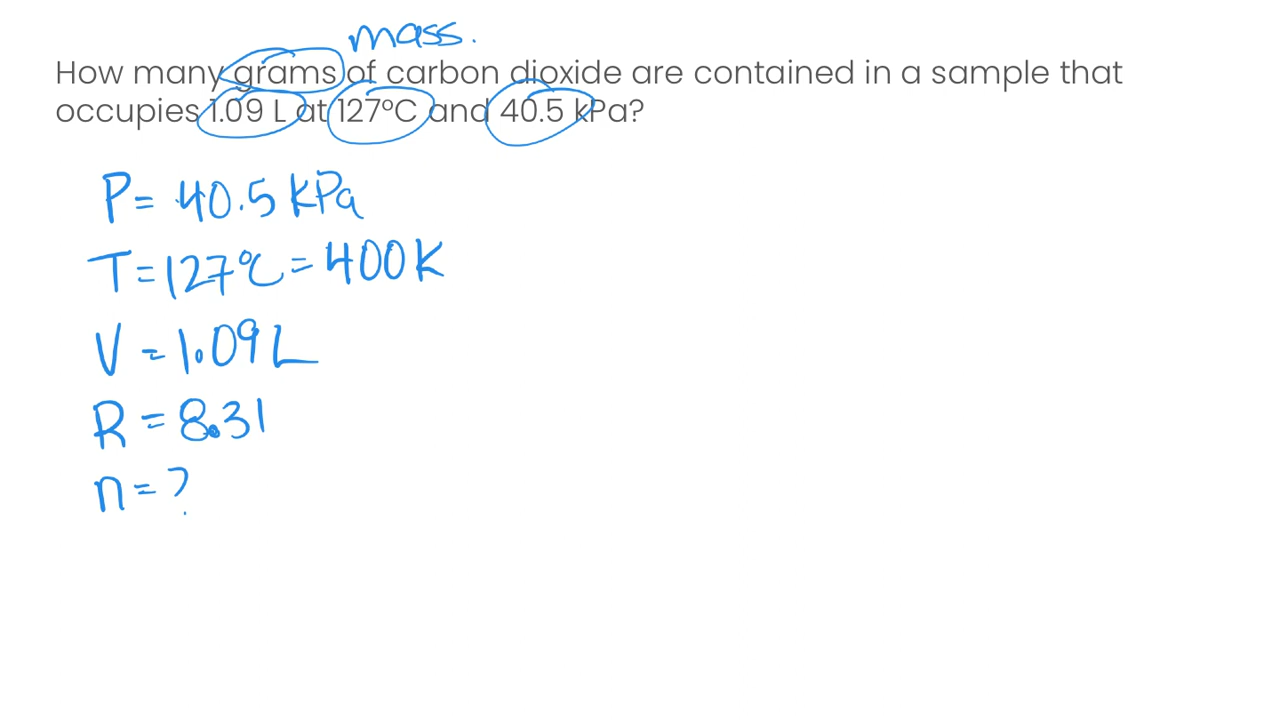 mass.
How many grams of carbon dioxide are contained in a sample that
occupies 1.09 L at 127°C and 40.5 kPa?
P = 40.5 kPa
T = 127°C = 400K
V = 1.09 L
R = 8.31
n = ?